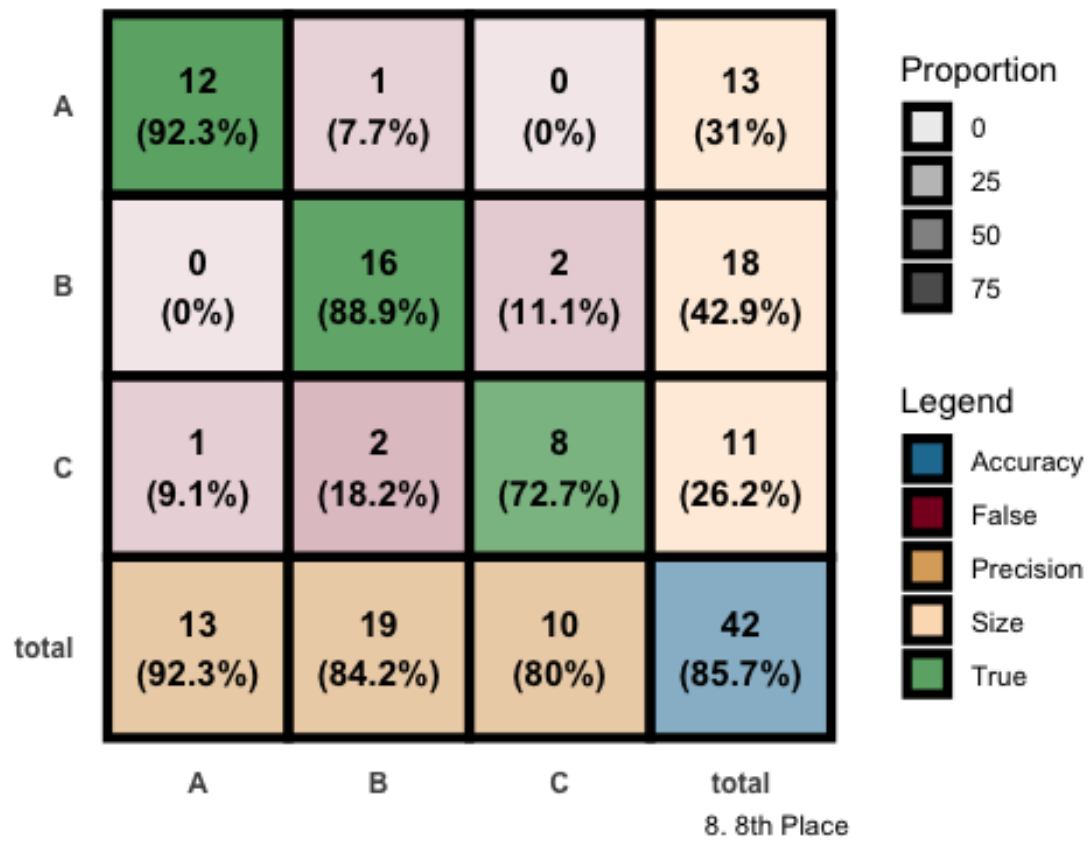 A
12
(92.3%)
1
(7.7%)
0
(0%)
13
(31%)
B
0
(0%)
16
(88.9%)
2
(11.1%)
18
(42.9%)
C
1
(9.1%)
2
(18.2%)
8
(72.7%)
11
(26.2%)
total
13
(92.3%)
19
(84.2%)
10
(80%)
42
(85.7%)
A
B
C
total
8. 8th Place
Proportion
0
25
50
75
Legend
Accuracy
False
Precision
Size
True